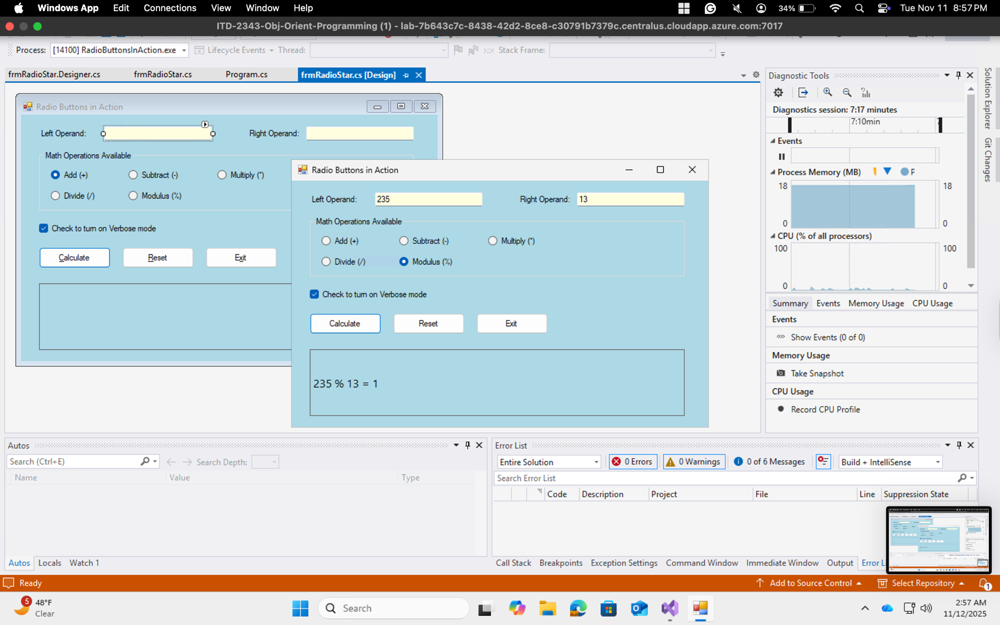 Windows App Edit Connections View Window Help 34% Tue Nov 11 8:57 PM
ITD-2343-Obj-Orient-Programming (1) - lab-7b643c7c-8438-42d2-8ce8-c30791b7379c.centralus.cloudapp.azure.com:7017
Process: [14100] RadioButtonsInAction.exe Lifecycle Events Thread: Stack Frame:
frmRadioStar.Designer.cs frmRadioStar.cs Program.cs frmRadioStar.cs [Design]
Radio Buttons in Action
Left Operand: Right Operand:
Math Operations Available
Add (+) Subtract (-) Multiply (*)
Divide (/) Modulus (%)
Check to turn on Verbose mode
Calculate Reset Exit
Radio Buttons in Action
Left Operand: 235 Right Operand: 13
Math Operations Available
Add (+) Subtract (-) Multiply (*)
Divide (/) Modulus (%)
Check to turn on Verbose mode
Calculate Reset Exit
235 % 13 = 1
Diagnostic Tools
Diagnostics session: 7:17 minutes
7:10min
Events
Process Memory (MB) P
18 18
0 0
CPU (% of all processors)
100 100
0 0
Summary Events Memory Usage CPU Usage
Events
Show Events (0 of 0)
Memory Usage
Take Snapshot
CPU Usage
Record CPU Profile
Solution Explorer
Git Changes
Autos
Search (Ctrl+E) Search Depth:
Name Value Type
Autos Locals Watch 1
Error List
Entire Solution 0 Errors 0 Warnings 0 of 6 Messages Build + IntelliSense
Search Error List
Code Description Project File Line Suppression State
Call Stack Breakpoints Exception Settings Command Window Immediate Window Output Error Li
Ready Add to Source Control Select Repository 1
5 48°F
Clear
Search
2:57 AM
11/12/2025